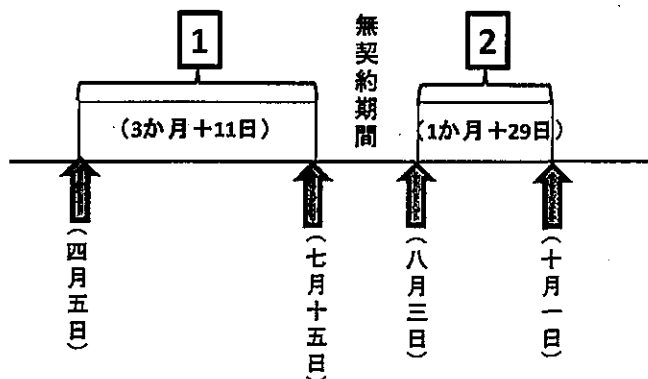 1
無契約期間
2
（3か月＋11日）
（1か月＋29日）
（四月五日）
（七月十五日）
（八月三日）
（十月一日）